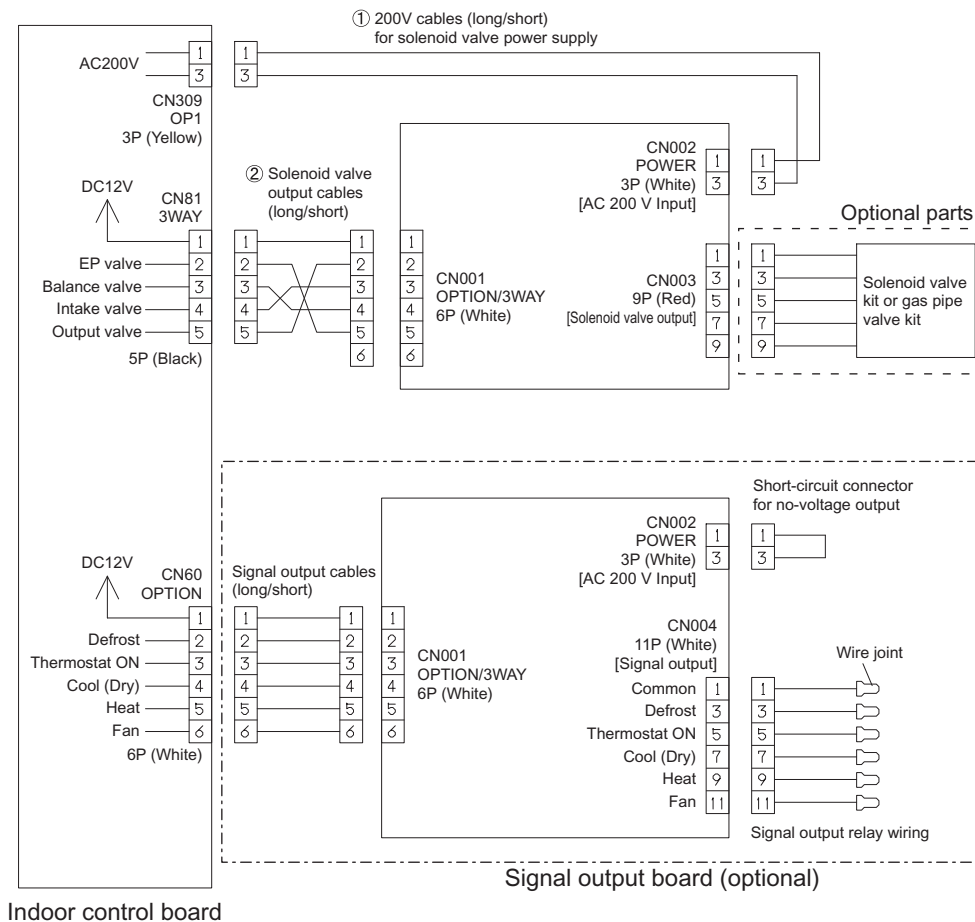 ① 200V cables (long/short)
for solenoid valve power supply
AC200V
1
3
1
3
CN309
OP1
3P (Yellow)
DC12V
CN81
3WAY
② Solenoid valve
output cables
(long/short)
CN002
POWER
3P (White)
[AC 200 V Input]
1
3
1
3
Optional parts
1
EP valve 2
Balance valve 3
Intake valve 4
Output valve 5
5P (Black)
1
2
3
4
5
1
2
3
4
5
6
1
2
3
4
5
6
CN001
OPTION/3WAY
6P (White)
CN003
9P (Red)
[Solenoid valve output]
1
3
5
7
9
1
3
5
7
9
Solenoid valve
kit or gas pipe
valve kit
Short-circuit connector
for no-voltage output
CN002
POWER
3P (White)
[AC 200 V Input]
1
3
1
3
DC12V
CN60
OPTION
Signal output cables
(long/short)
1
Defrost 2
Thermostat ON 3
Cool (Dry) 4
Heat 5
Fan 6
6P (White)
1
2
3
4
5
6
1
2
3
4
5
6
1
2
3
4
5
6
CN001
OPTION/3WAY
6P (White)
CN004
11P (White)
[Signal output]
Common 1
Defrost 3
Thermostat ON 5
Cool (Dry) 7
Heat 9
Fan 11
1
3
5
7
9
11
Wire joint
Signal output relay wiring
Signal output board (optional)
Indoor control board